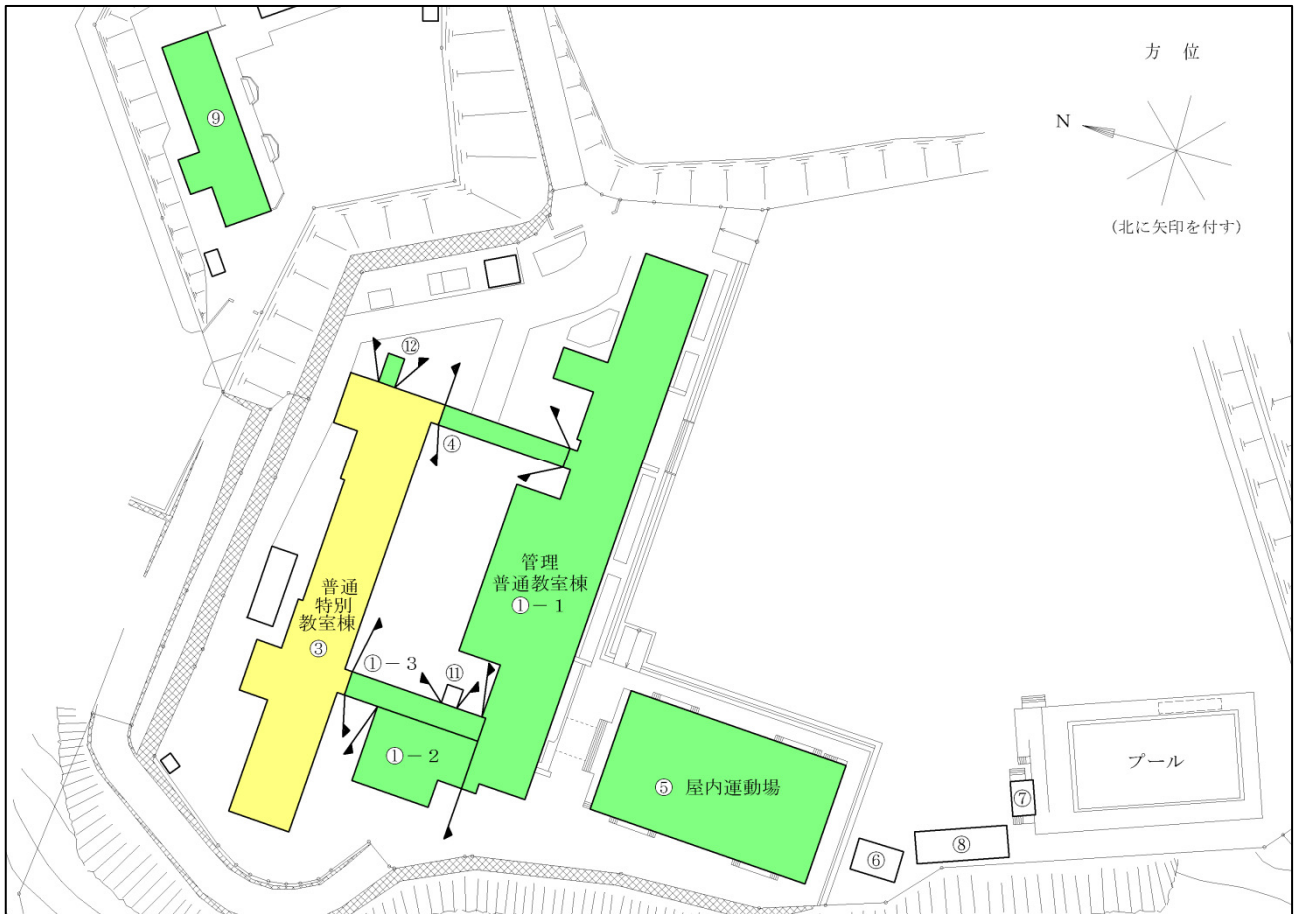 方 位
N
(北に矢印を付す)
⑨
⑫
④
管理
普通教室棟
①-1
普通
特別
教室棟
③
①-3
⑪
①-2
⑤ 屋内運動場
プール
⑦
⑧
⑥